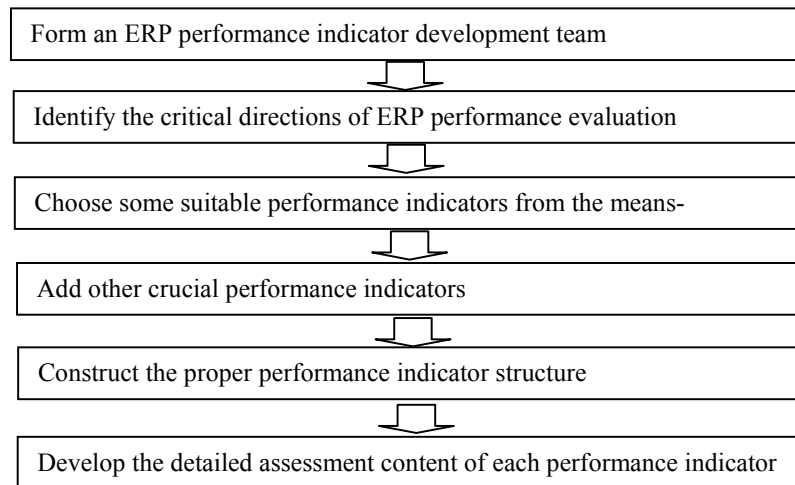 Form an ERP performance indicator development team
Identify the critical directions of ERP performance evaluation
Choose some suitable performance indicators from the means-
Add other crucial performance indicators
Construct the proper performance indicator structure
Develop the detailed assessment content of each performance indicator